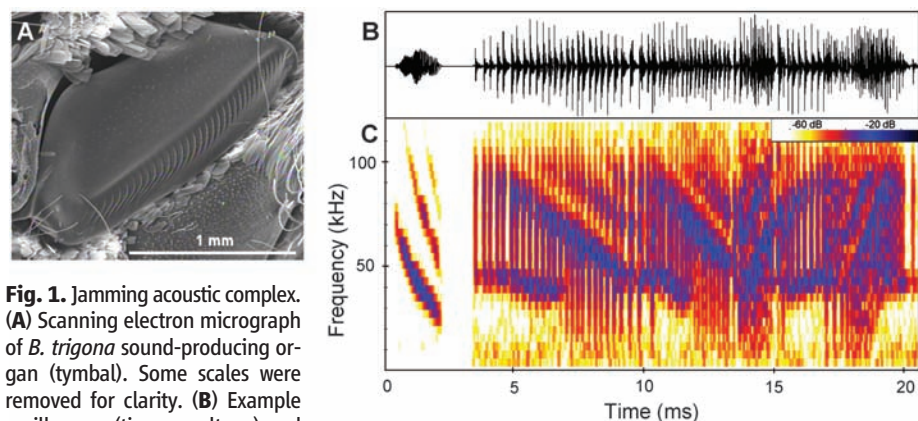 A
1 mm
B
C
-60 dB -20 dB
100
50
Frequency (kHz)
0 5 10 15 20
Time (ms)
Fig. 1. Jamming acoustic complex.
(A) Scanning electron micrograph
of B. trigona sound-producing or-
gan (tymbal). Some scales were
removed for clarity. (B) Example